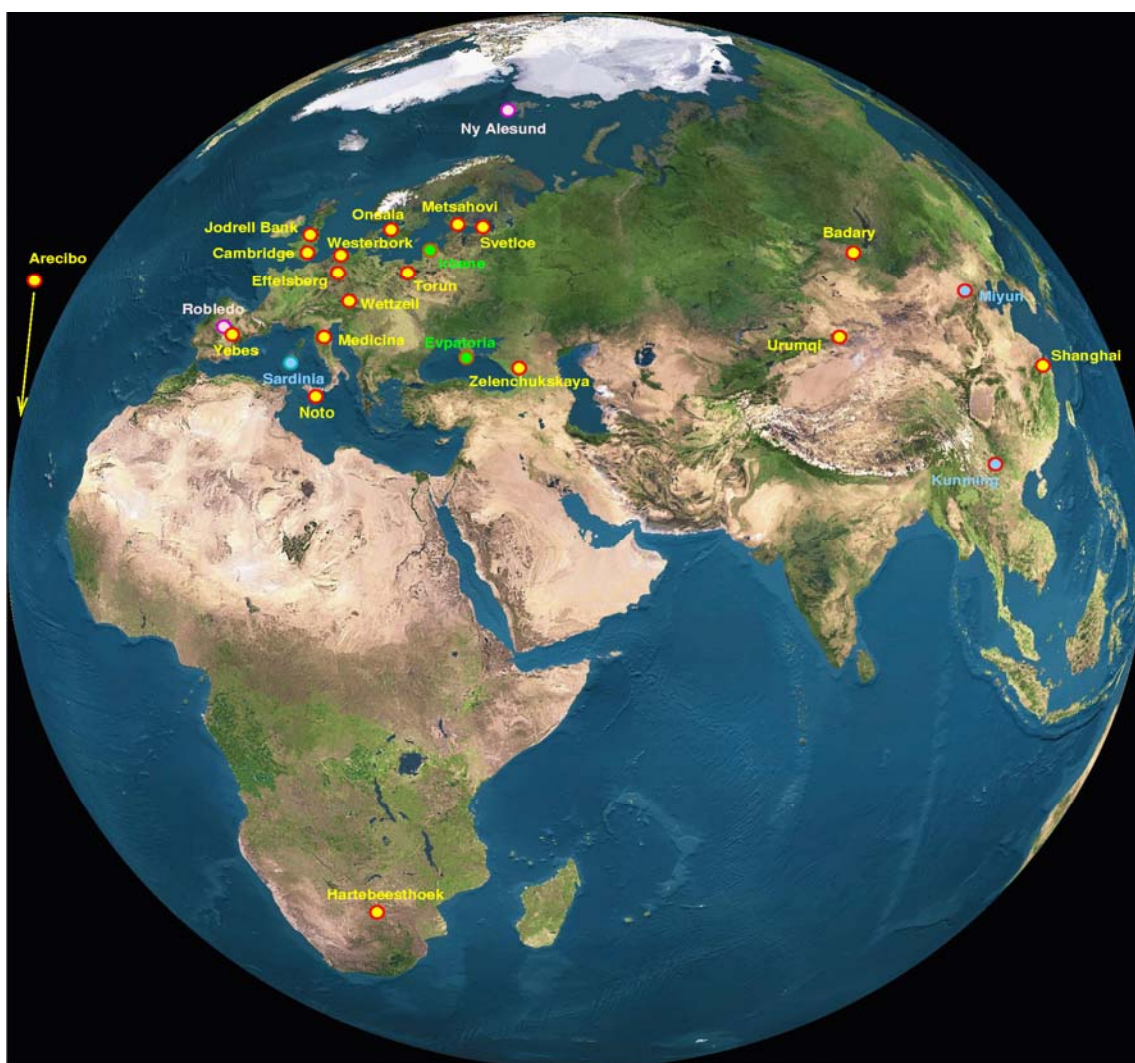 Ny Alesund
Metsahovi
Onsala
Jodrell Bank
Svetloe
Westerbork
Badary
Cambridge
Irbene
Arecibo
Effelsberg
Torun
Miyun
Wettzell
Robledo
Medicina
Evpatoria
Urumqi
Yebes
Shanghai
Sardinia
Zelenchukskaya
Noto
Kunming
Hartebeesthoek